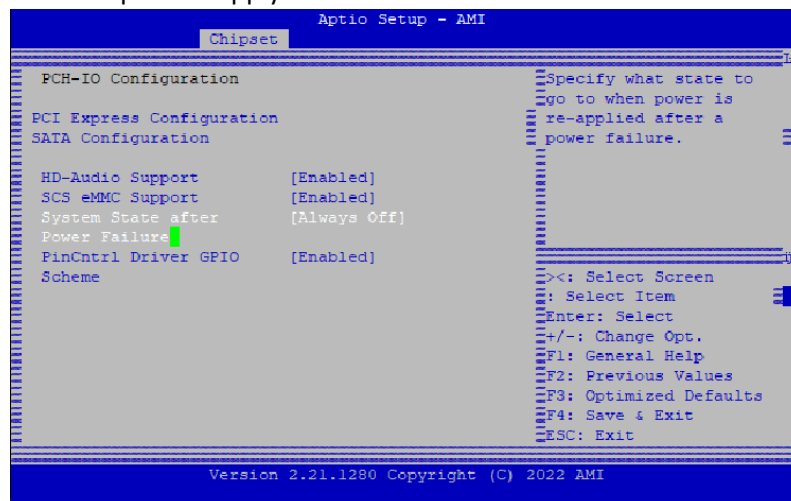 Aptio Setup - AMI
Chipset
PCH-IO Configuration
PCI Express Configuration
SATA Configuration
HD-Audio Support [Enabled]
SCS eMMC Support [Enabled]
System State after [Always Off]
Power Failure
PinCntrl Driver GPIO [Enabled]
Scheme
Specify what state to
go to when power is
re-applied after a
power failure.
><: Select Screen
: Select Item
Enter: Select
+/-: Change Opt.
F1: General Help
F2: Previous Values
F3: Optimized Defaults
F4: Save & Exit
ESC: Exit
Version 2.21.1280 Copyright (C) 2022 AMI